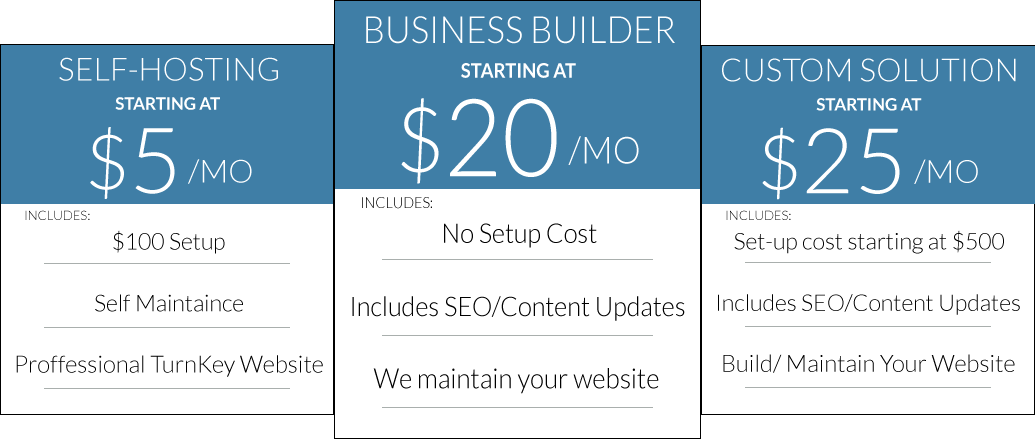 SELF-HOSTING
STARTING AT
$5 /MO
INCLUDES:
$100 Setup
Self Maintaince
Proffessional TurnKey Website
BUSINESS BUILDER
STARTING AT
$20 /MO
INCLUDES:
No Setup Cost
Includes SEO/Content Updates
We maintain your website
CUSTOM SOLUTION
STARTING AT
$25 /MO
INCLUDES:
Set-up cost starting at $500
Includes SEO/Content Updates
Build/ Maintain Your Website